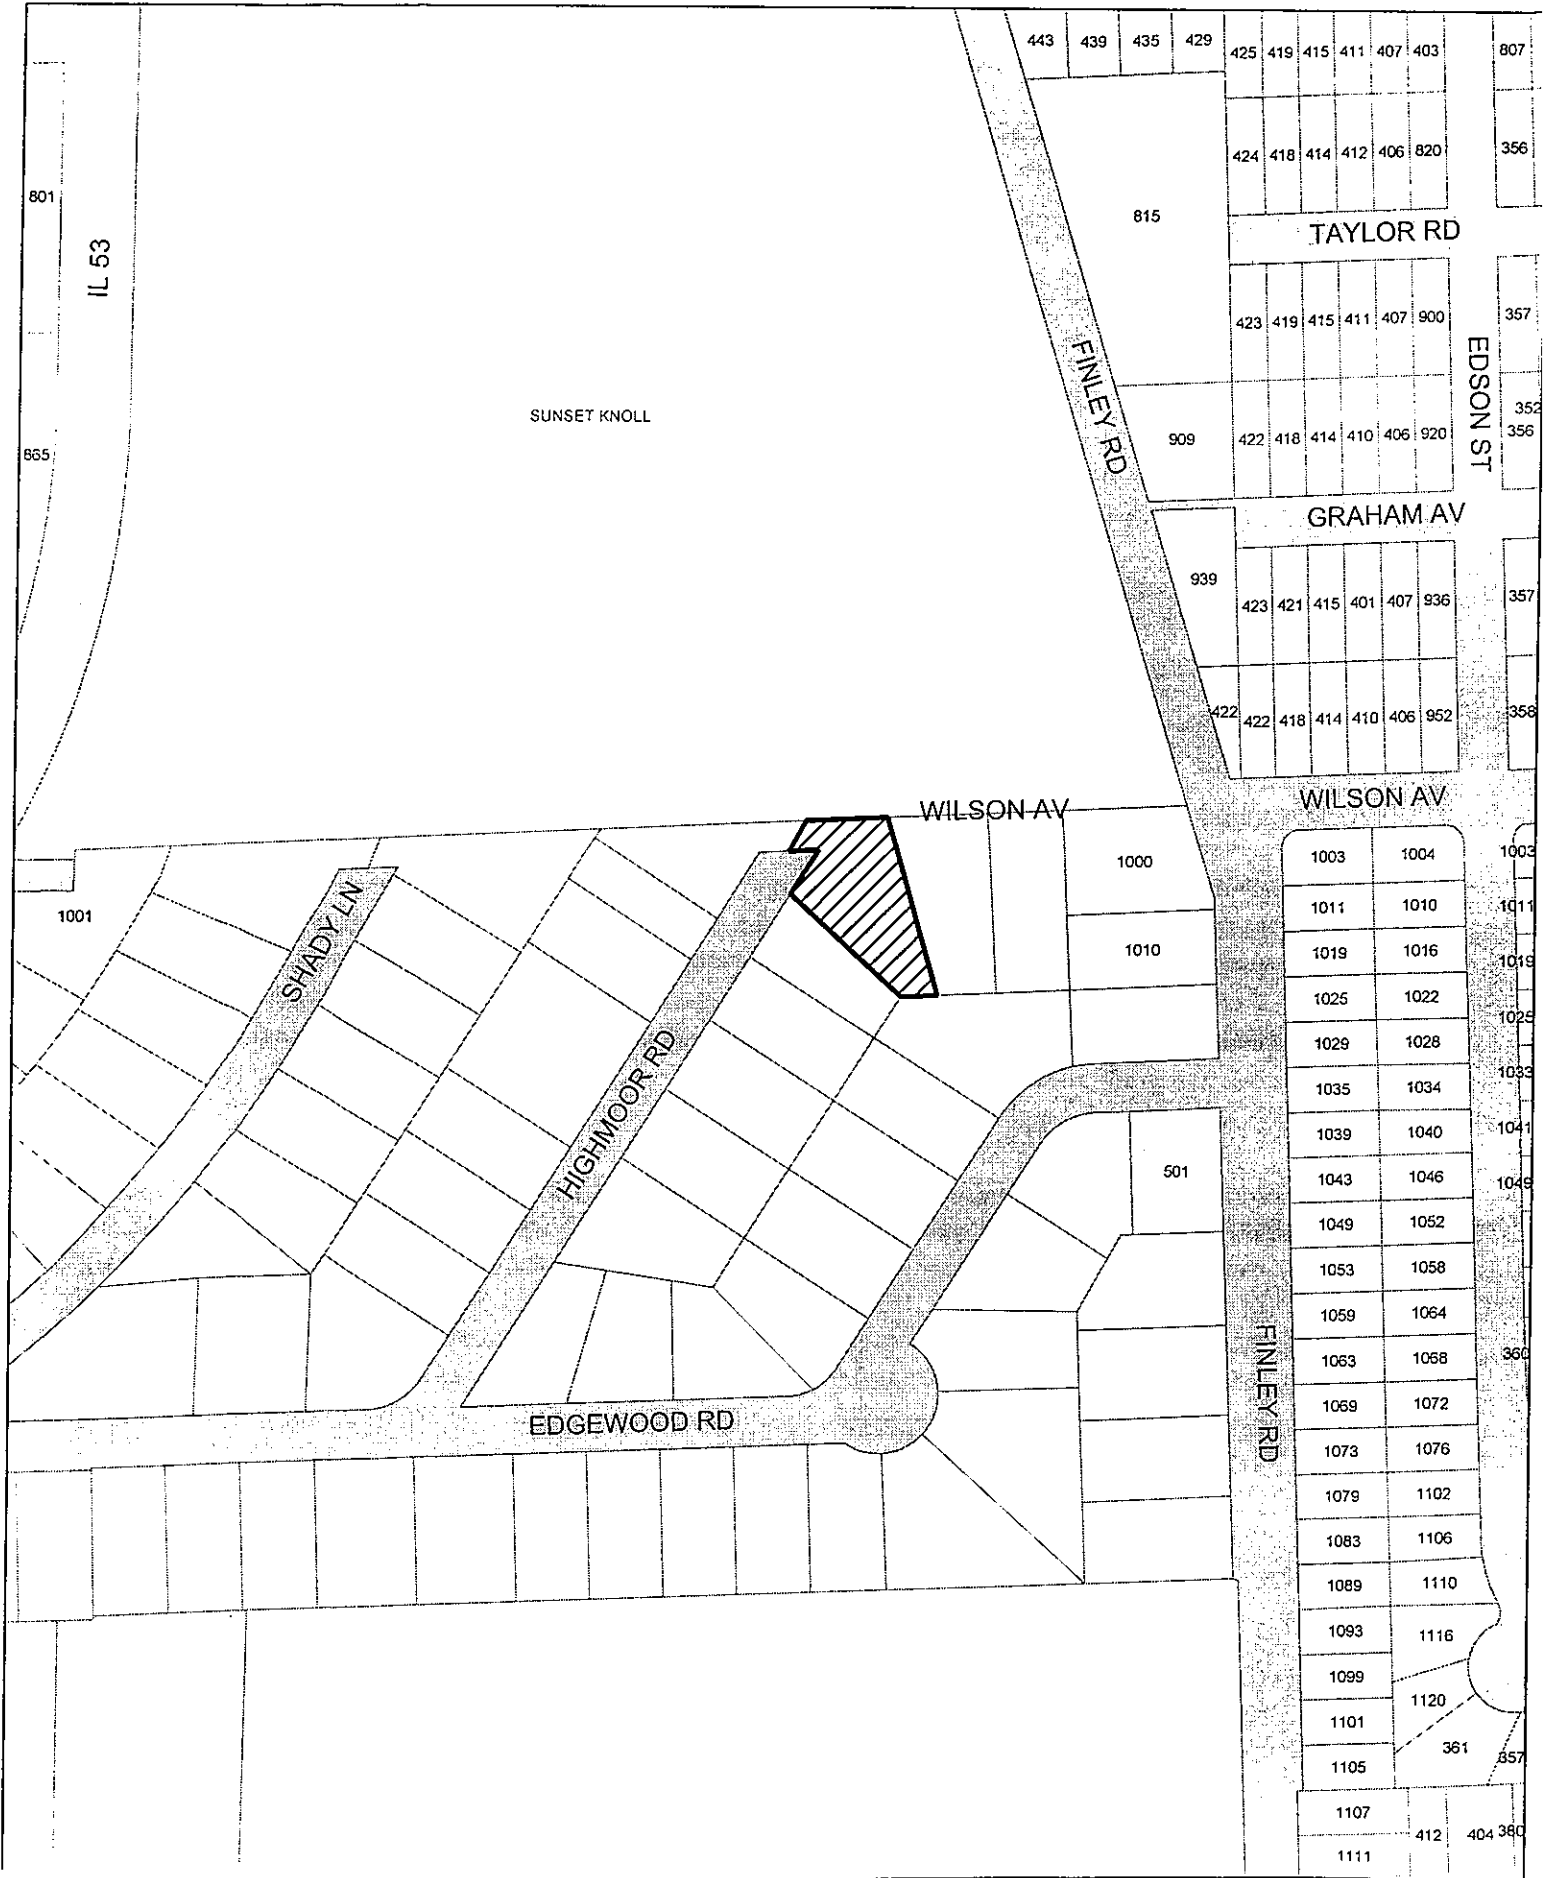 443 439 435 429 425 419 415 411 407 403 807
424 418 414 412 406 820 356
801
815
TAYLOR RD
IL 53
423 419 415 411 407 900 357
FINLEY RD
EDSON ST
SUNSET KNOLL
352
909 422 418 414 410 406 920 356
865
GRAHAM AV
939
423 421 415 401 407 936 357
422 422 418 414 410 406 952 358
WILSON AV
WILSON AV
1000 1003 1004 1003
1001
1011 1010 1011
SHADY LN
1010 1019 1016 1019
1025 1022 1025
HIGHMOOR RD
1029 1028
1033
1035 1034
1039 1040 1041
501 1043 1046 1049
1049 1052
1053 1058
1059 1064
FINLEY RD
1063 1068 360
1069 1072
EDGEWOOD RD
1073 1076
1079 1102
1083 1106
1089 1110
1093 1116
1099
1120
1101
361 357
1105
1107
412 404 380
1111